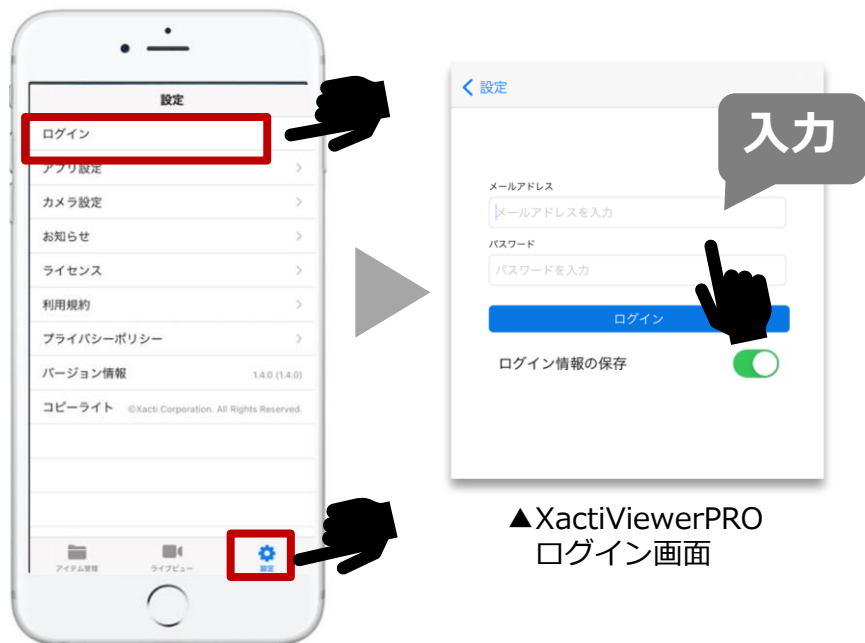 設定
ログイン
アプリ設定
カメラ設定
お知らせ
ライセンス
利用規約
プライバシーポリシー
バージョン情報 1.4.0 (1.4.0)
コピーライト ©Xacti Corporation. All Rights Reserved.
アイテム管理 ライブビュー 設定
設定
入力
メールアドレス
メールアドレスを入力
パスワード
パスワードを入力
ログイン
ログイン情報の保存
▲XactiViewerPRO
ログイン画面